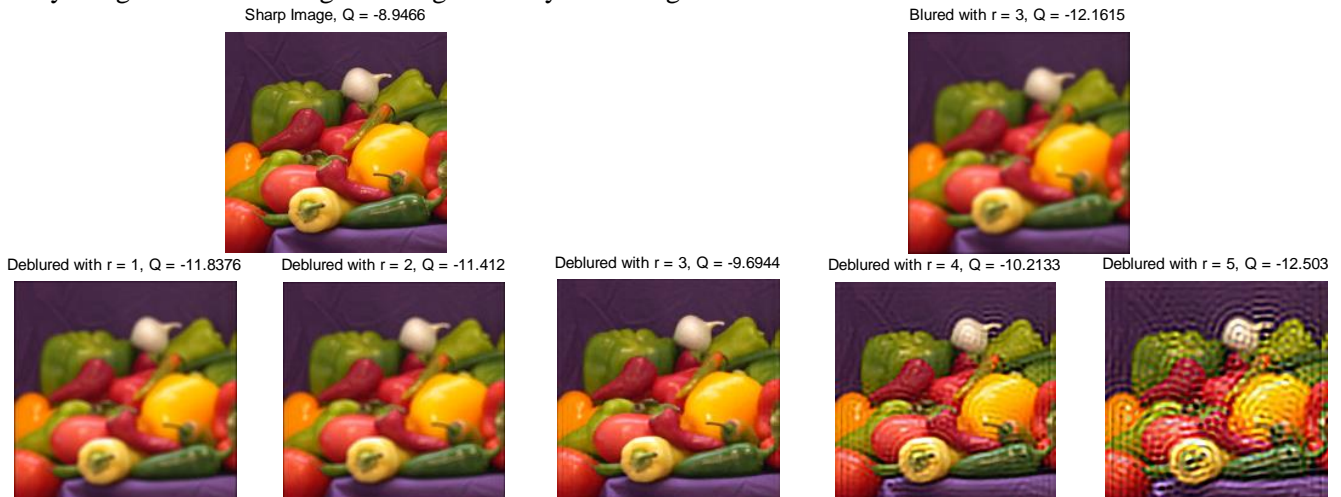 Sharp Image, Q = -8.9466
Blured with r = 3, Q = -12.1615
Deblured with r = 1, Q = -11.8376
Deblured with r = 2, Q = -11.412
Deblured with r = 3, Q = -9.6944
Deblured with r = 4, Q = -10.2133
Deblured with r = 5, Q = -12.503